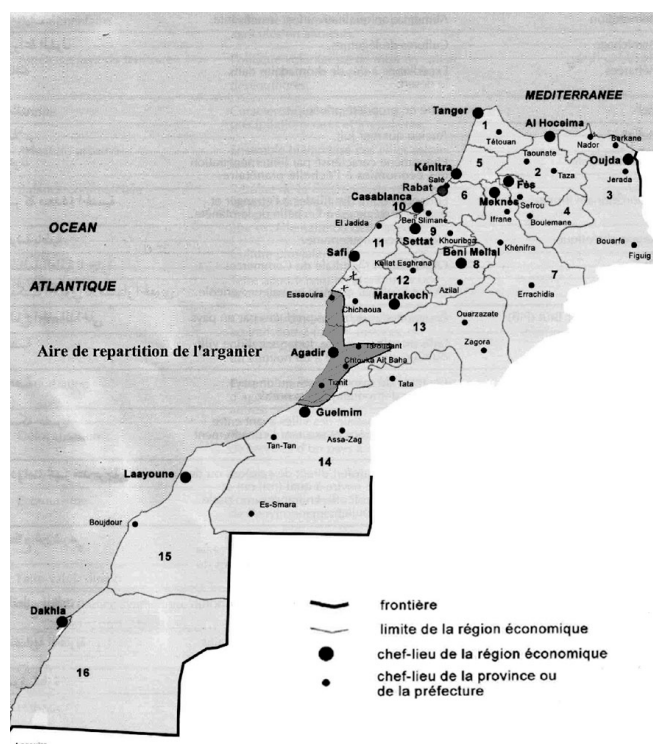 MEDITERRANEE
Tanger
Al Hoceima
1
Tétouan
Nador
Berkane
Taounate
Oujda
5
2
Kénitra
Taza
Jerada
Salé
Fès
Rabat
6
Meknès
Sefrou
3
Casablanca
10
Ifrane
4
Boulemane
OCEAN
El Jadida
Ben Slimane
9
Khouribga
Settat
Bouarfa
11
Khénifra
Figuig
Safi
Beni Mellal
Kellat Esghrana
8
7
12
ATLANTIQUE
Azilal
Errachidia
Essaouira
Chichaoua
Marrakech
Ouarzazate
13
Aire de repartition de l'arganier
Agadir
Taroudant
Zagora
Chtouka Ait Baha
Tiznit
Tata
Guelmim
Assa-Zag
Tan-Tan
14
Laayoune
Es-Smara
Boujdour
15
Dakhla
16
frontière
limite de la région économique
chef-lieu de la région économique
chef-lieu de la province ou
de la préfecture